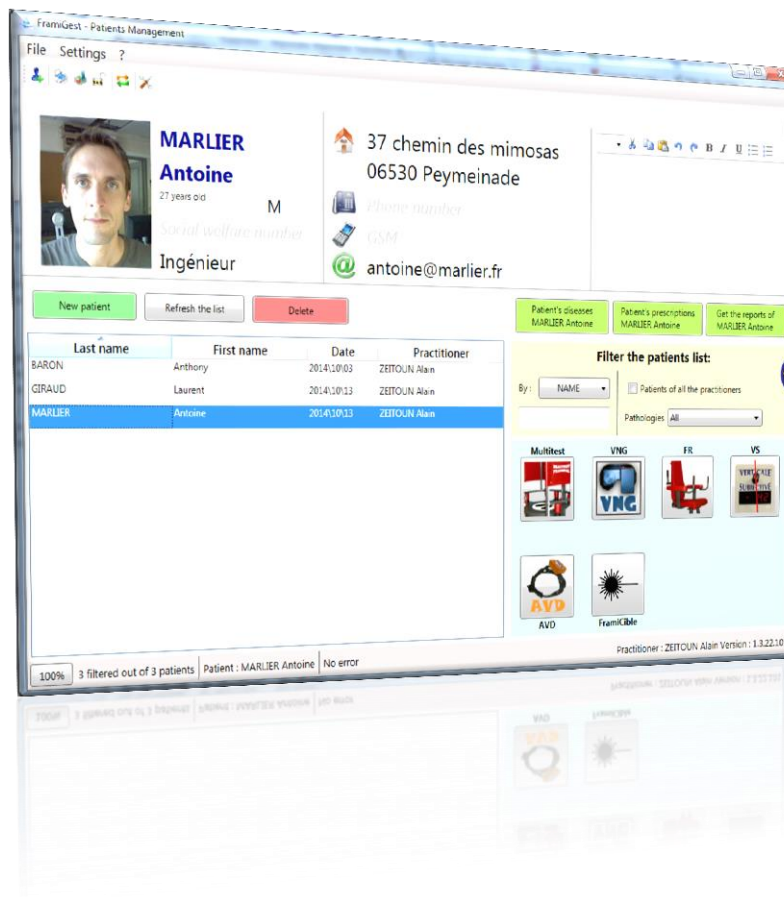 FramiGest - Patients Management
File Settings ?
MARLIER
Antoine
27 years old
M
Social welfare number
Ingénieur
37 chemin des mimosas
06530 Peymeinade
Phone number
GSM
antoine@marlier.fr
B I U
New patient
Refresh the list
Delete
Patient's diseases
MARLIER Antoine
Patient's prescriptions
MARLIER Antoine
Get the reports of
MARLIER Antoine
Last name First name Date Practitioner
BARON Anthony 2014\10\03 ZEITOUN Alain
GIRAUD Laurent 2014\10\13 ZEITOUN Alain
MARLIER Antoine 2014\10\13 ZEITOUN Alain
Filter the patients list:
By : NAME
Patients of all the practitioners
Pathologies All
Multitest VNG FR VS
VNG
VERTICALE
SUBJECTIVE
AVD
AVD FramiCible
Practitioner : ZEITOUN Alain Version : 1.3.22.10
100% 3 filtered out of 3 patients Patient : MARLIER Antoine No error